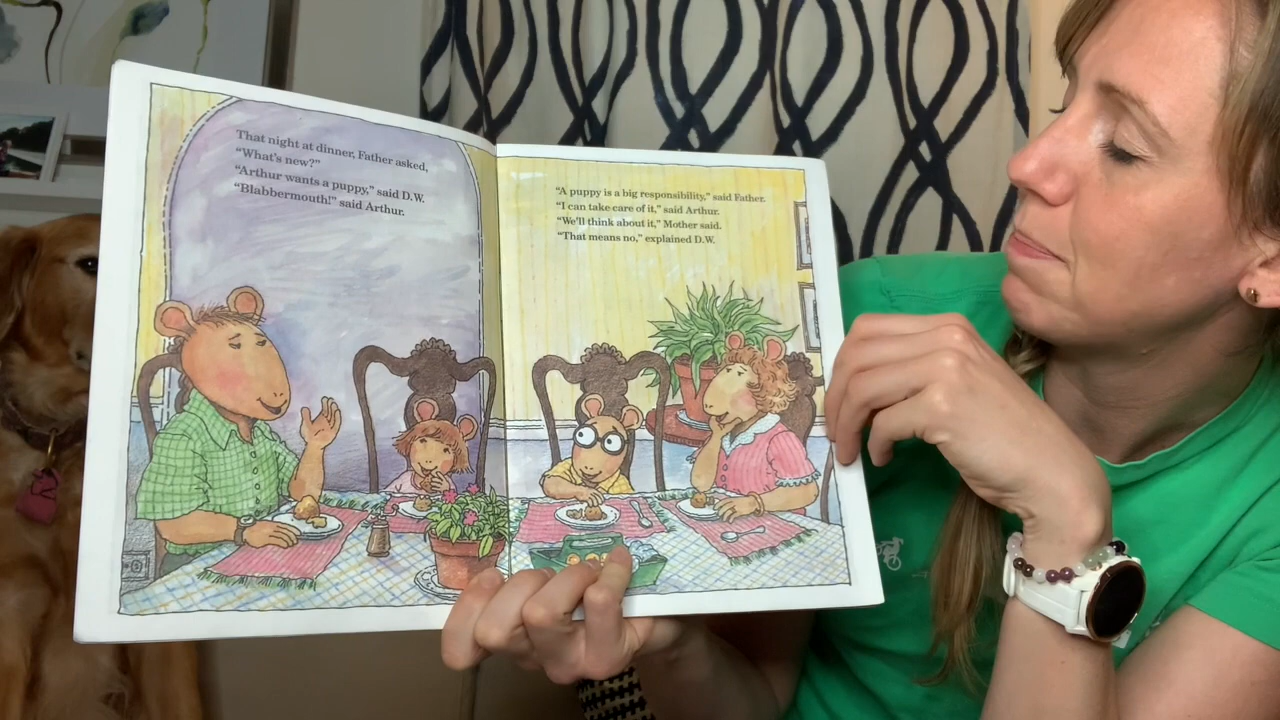 That night at dinner, Father asked,
"What's new?"
"Arthur wants a puppy," said D.W.
"Blabbermouth!" said Arthur.
"A puppy is a big responsibility," said Father.
"I can take care of it," said Arthur.
"We'll think about it," Mother said.
"That means no," explained D.W.